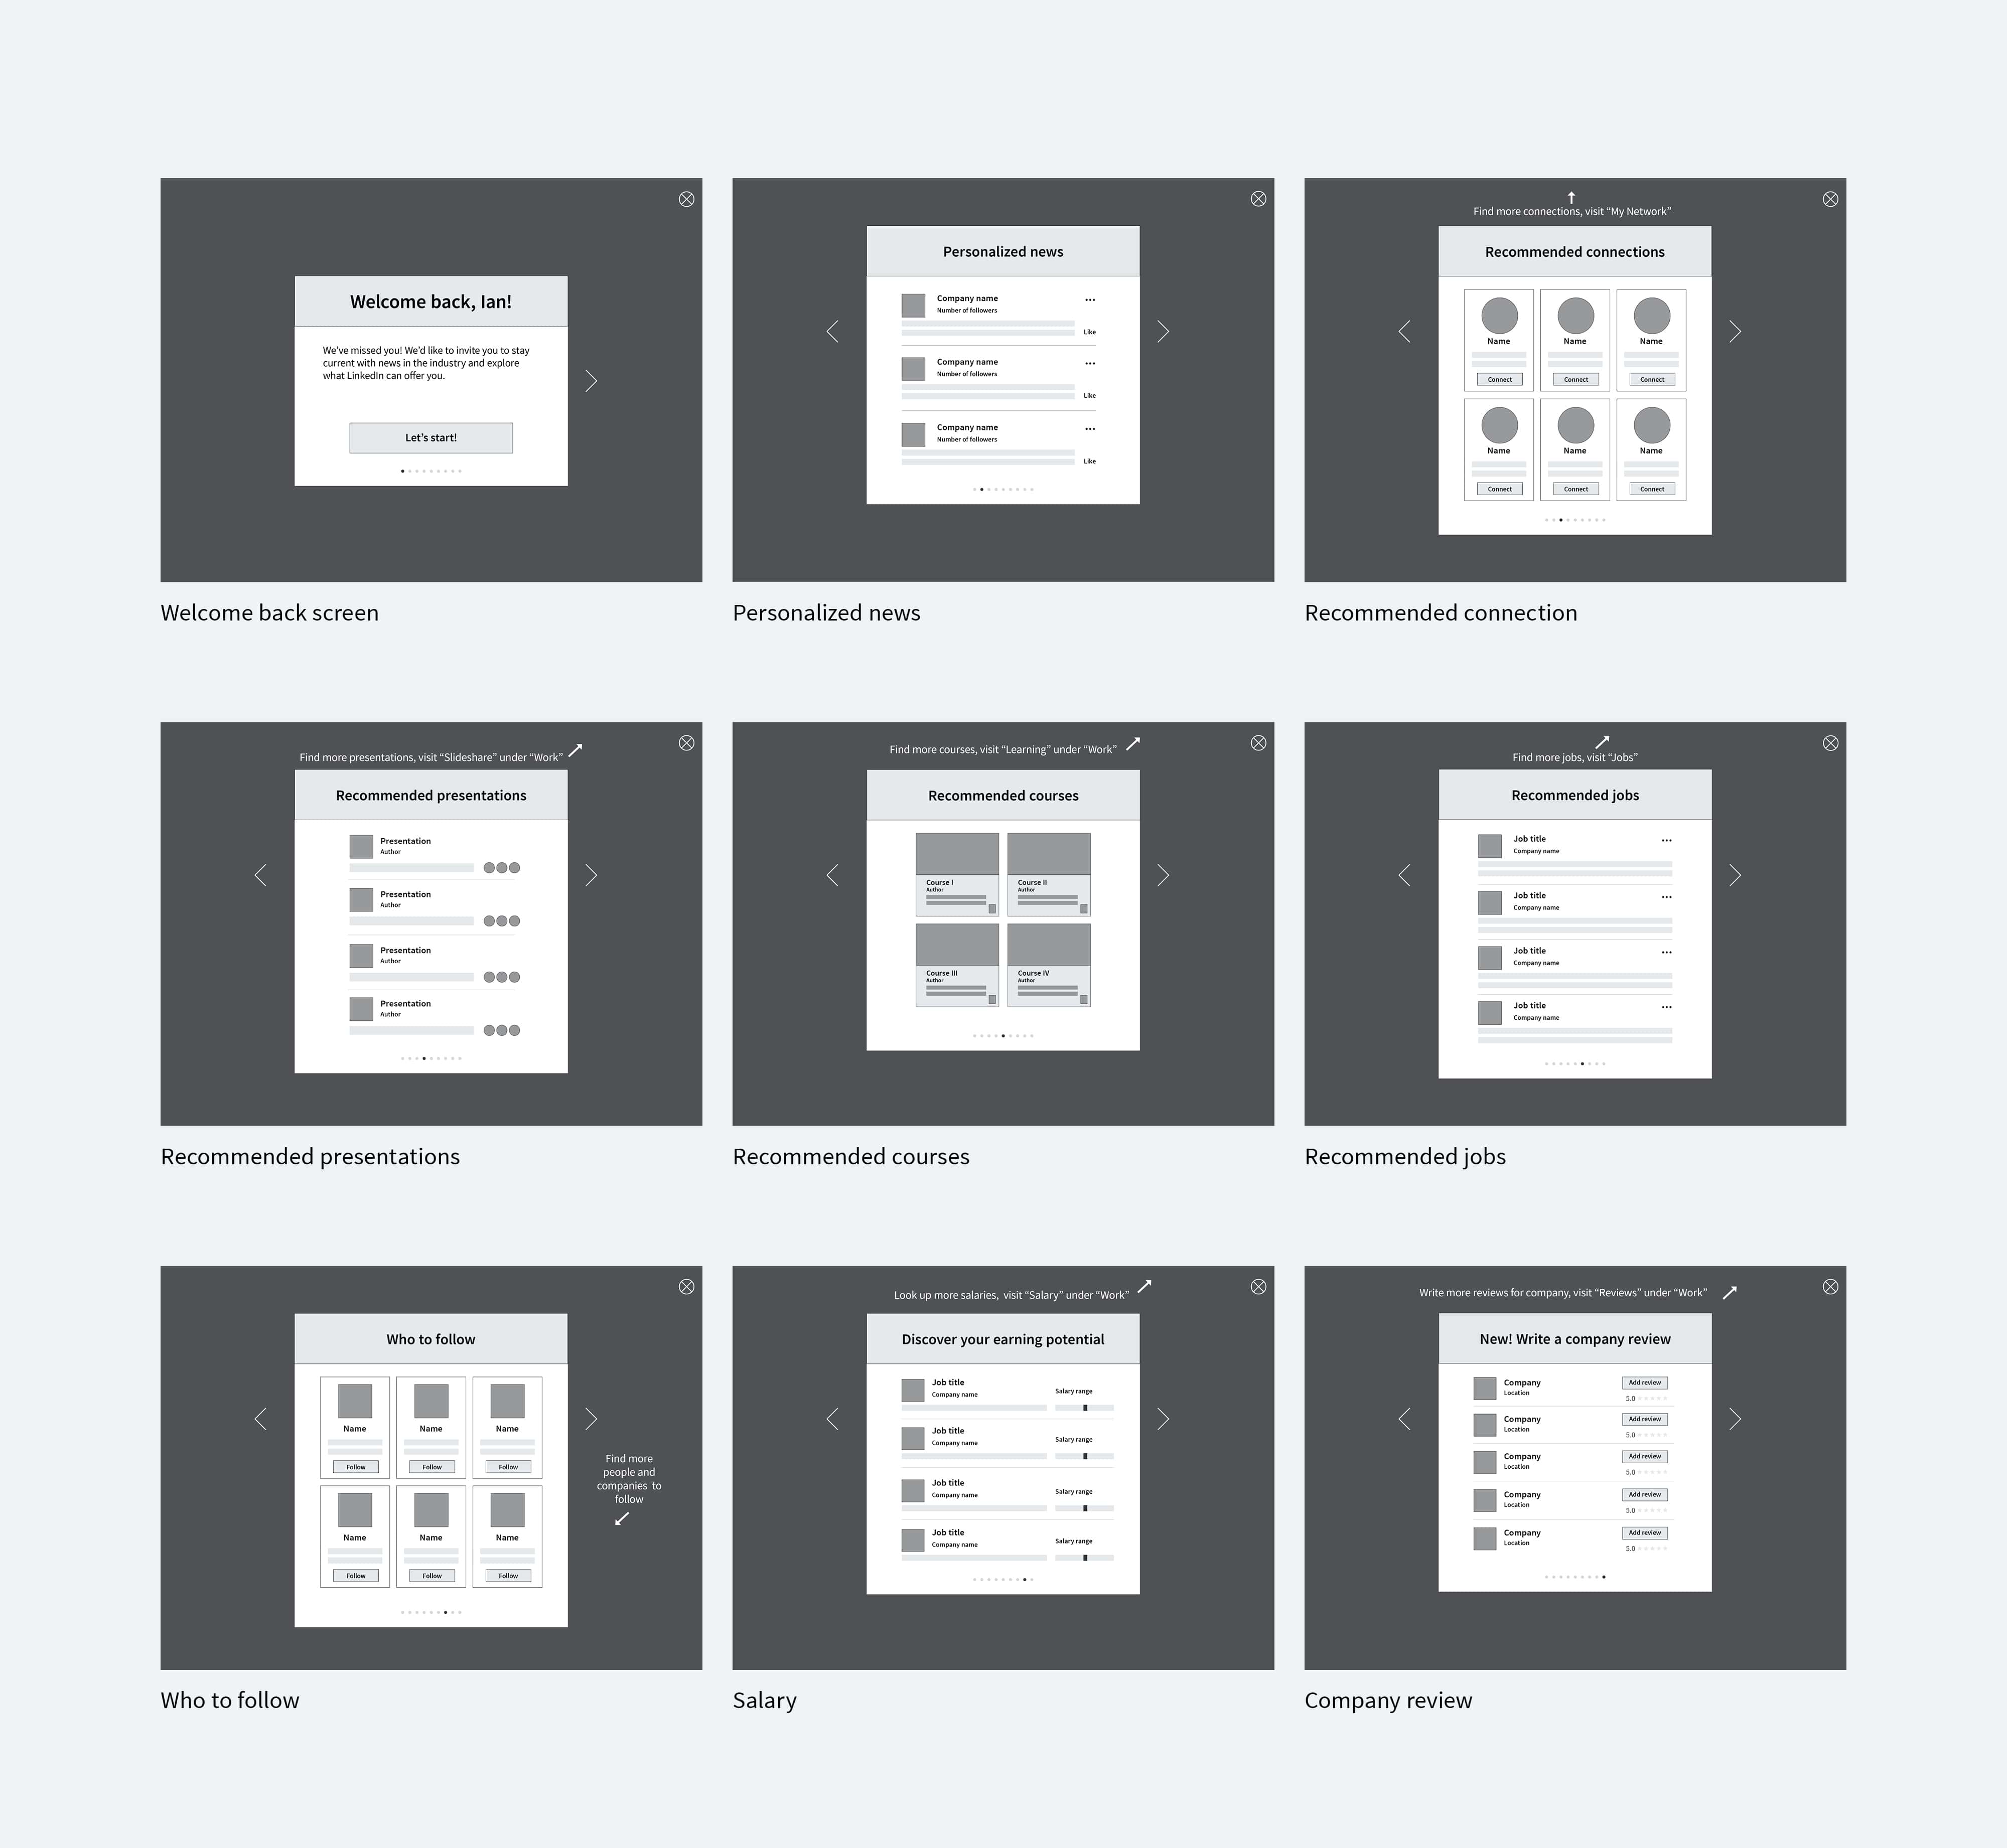 Welcome back, Ian!
We've missed you! We'd like to invite you to stay
current with news in the industry and explore
what LinkedIn can offer you.
Let's start!
Welcome back screen
Personalized news
Company name
Number of followers
Like
Company name
Number of followers
Like
Company name
Number of followers
Like
Personalized news
Find more connections, visit “My Network”
Recommended connections
Name Name Name
Connect Connect Connect
Name Name Name
Connect Connect Connect
Recommended connection
Find more presentations, visit “Slideshare” under “Work”
Recommended presentations
Presentation
Author
Presentation
Author
Presentation
Author
Presentation
Author
Recommended presentations
Find more courses, visit “Learning” under “Work”
Recommended courses
Course I Course II
Author Author
Course III Course IV
Author Author
Recommended courses
Find more jobs, visit “Jobs”
Recommended jobs
Job title
Company name
Job title
Company name
Job title
Company name
Job title
Company name
Recommended jobs
Who to follow
Name Name Name
Follow Follow Follow
Name Name Name
Follow Follow Follow
Find more
people and
companies to
follow
Who to follow
Look up more salaries, visit “Salary” under “Work”
Discover your earning potential
Job title
Company name Salary range
Job title
Company name Salary range
Job title
Company name Salary range
Job title
Company name Salary range
Salary
Write more reviews for company, visit “Reviews” under “Work”
New! Write a company review
Company Add review
Location 5.0
Company Add review
Location 5.0
Company Add review
Location 5.0
Company Add review
Location 5.0
Company Add review
Location 5.0
Company review